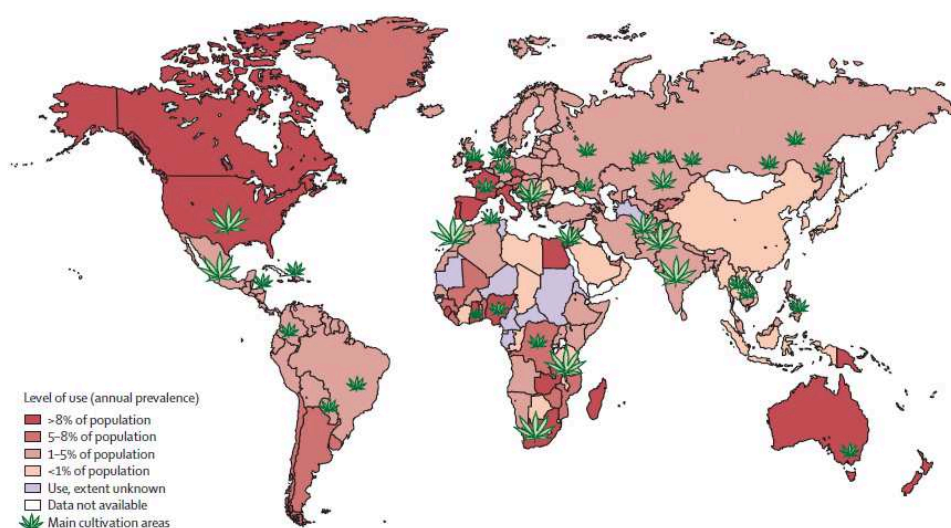 Level of use (annual prevalence)
>8% of population
5–8% of population
1–5% of population
<1% of population
Use, extent unknown
Data not available
Main cultivation areas